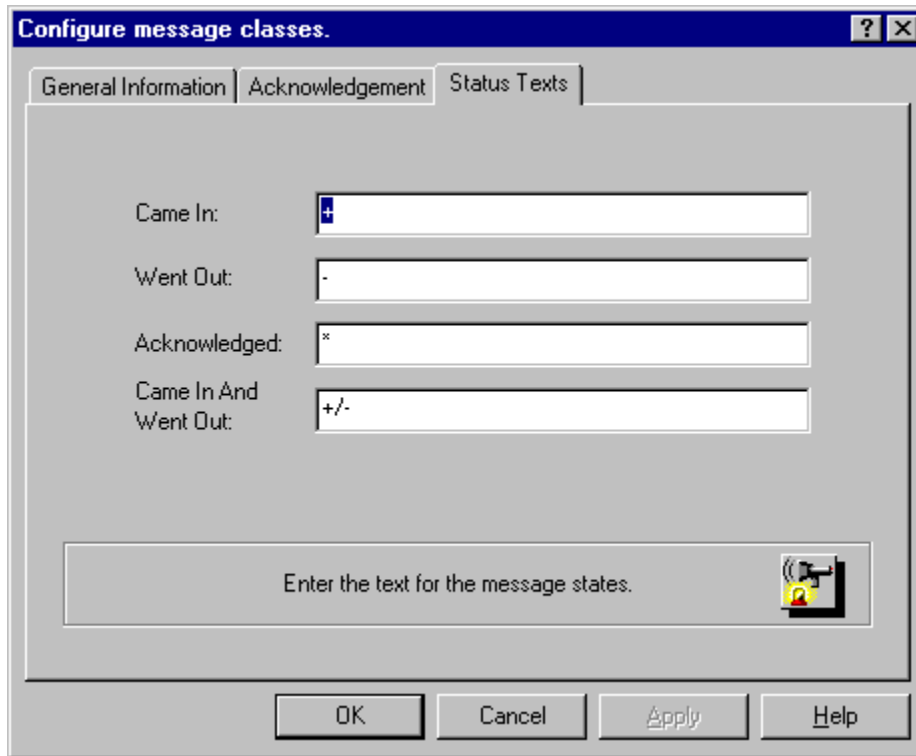 Configure message classes.
General Information Acknowledgement Status Texts
Came In: +
Went Out: -
Acknowledged: *
Came In And
Went Out: +/-
Enter the text for the message states.
OK Cancel Apply Help